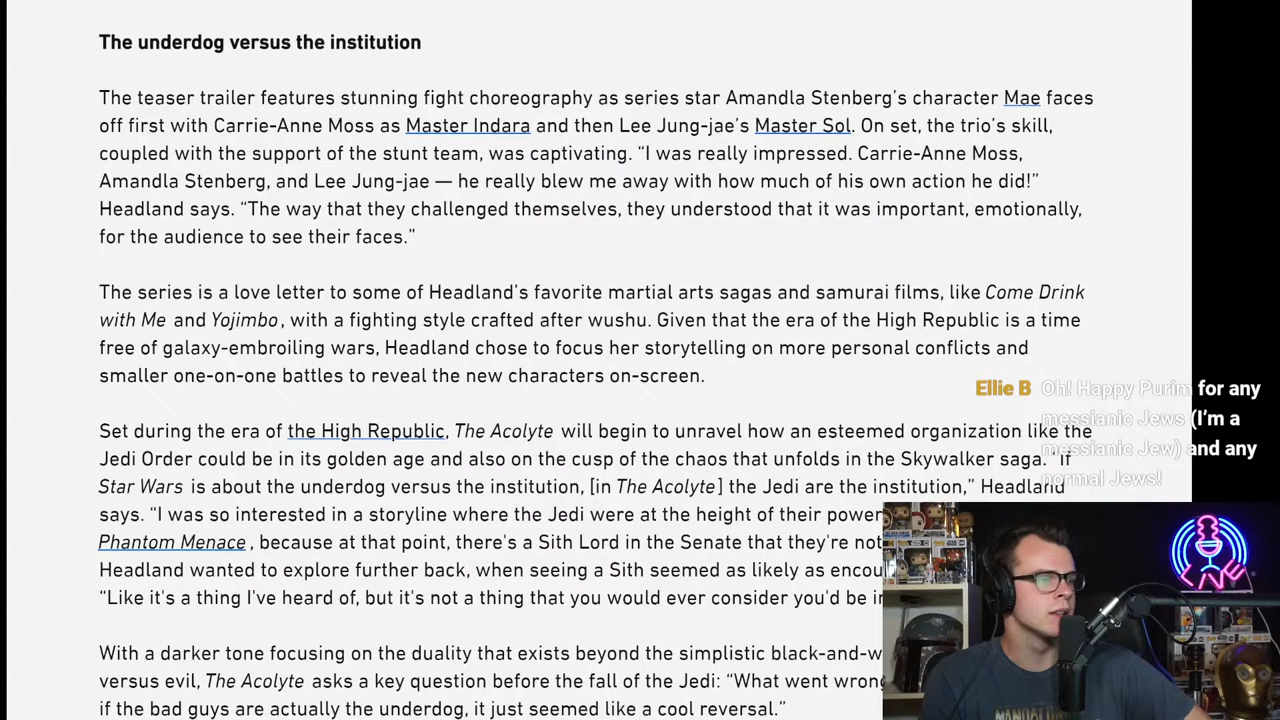 The underdog versus the institution
The teaser trailer features stunning fight choreography as series star Amandla Stenberg’s character Mae faces
off first with Carrie-Anne Moss as Master Indara and then Lee Jung-jae’s Master Sol. On set, the trio’s skill,
coupled with the support of the stunt team, was captivating. “I was really impressed. Carrie-Anne Moss,
Amandla Stenberg, and Lee Jung-jae — he really blew me away with how much of his own action he did!”
Headland says. “The way that they challenged themselves, they understood that it was important, emotionally,
for the audience to see their faces.”
The series is a love letter to some of Headland’s favorite martial arts sagas and samurai films, like Come Drink
with Me and Yojimbo, with a fighting style crafted after wushu. Given that the era of the High Republic is a time
free of galaxy-embroiling wars, Headland chose to focus her storytelling on more personal conflicts and
smaller one-on-one battles to reveal the new characters on-screen.
Set during the era of the High Republic, The Acolyte will begin to unravel how an esteemed organization like the
Jedi Order could be in its golden age and also on the cusp of the chaos that unfolds in the Skywalker saga. “If
Star Wars is about the underdog versus the institution, [in The Acolyte] the Jedi are the institution,” Headland
says. “I was so interested in a storyline where the Jedi were at the height of their power
Phantom Menace, because at that point, there's a Sith Lord in the Senate that they're not
Headland wanted to explore further back, when seeing a Sith seemed as likely as
“Like it's a thing I've heard of, but it's not a thing that you would ever consider you'd be
With a darker tone focusing on the duality that exists beyond the simplistic
versus evil, The Acolyte asks a key question before the fall of the Jedi: “What went
if the bad guys are actually the underdog, it just seemed like a cool reversal.”
Ellie B Oh! Happy Purim for any
messianic Jews (I’m a
messianic Jew) and any
normal Jews!
LIVE